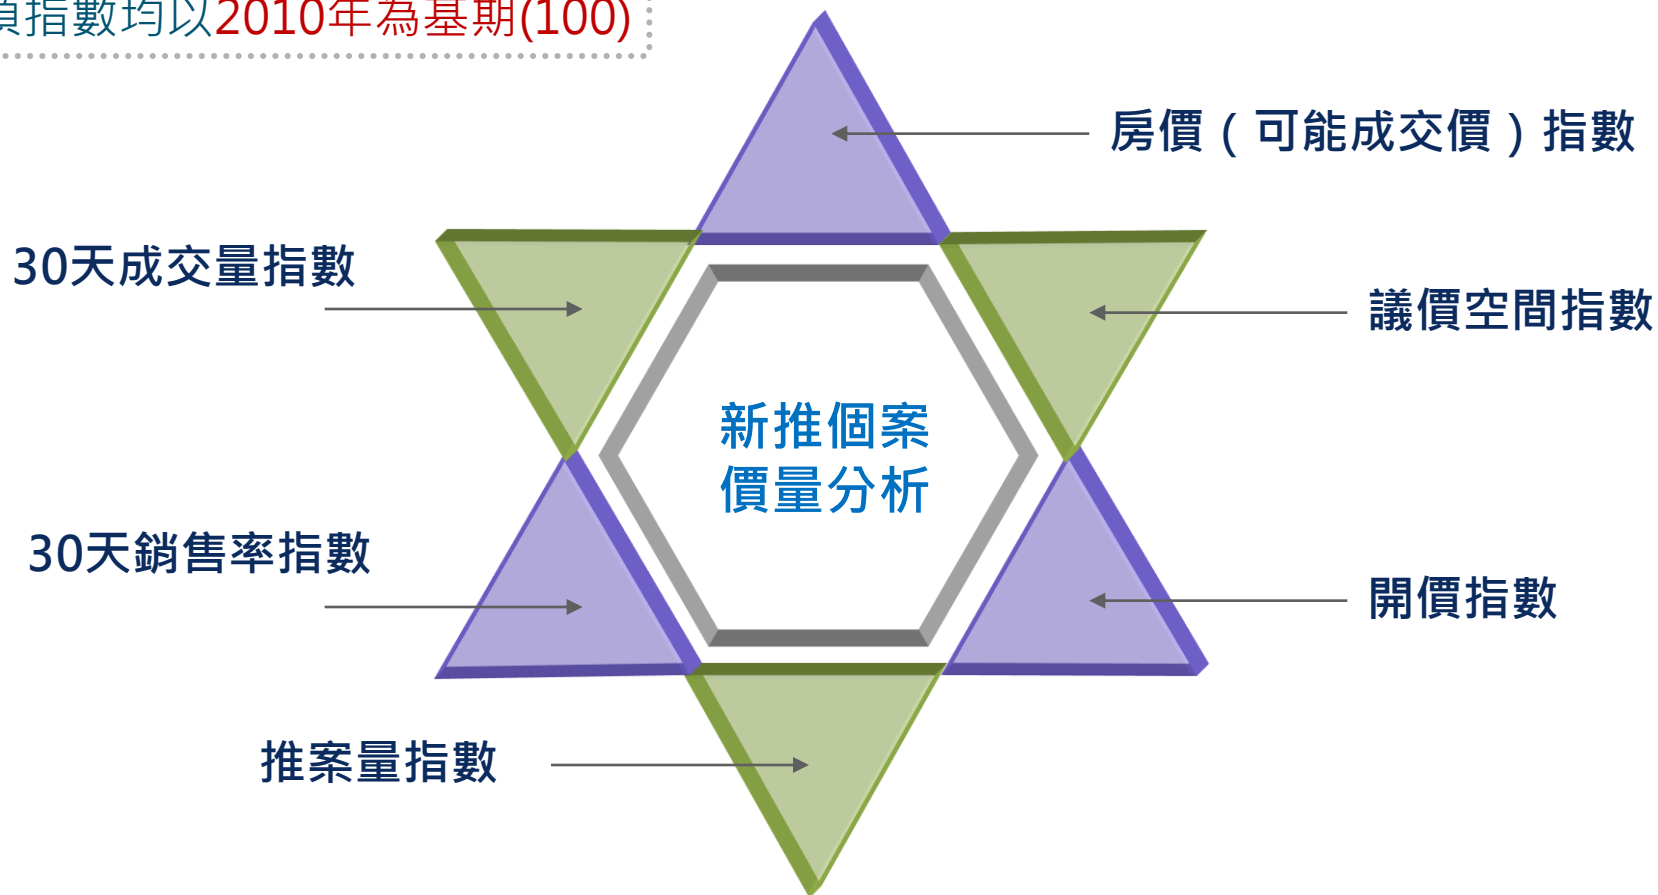 項指數均以2010年為基期(100)
房價（可能成交價）指數
30天成交量指數
議價空間指數
新推個案
價量分析
30天銷售率指數
開價指數
推案量指數